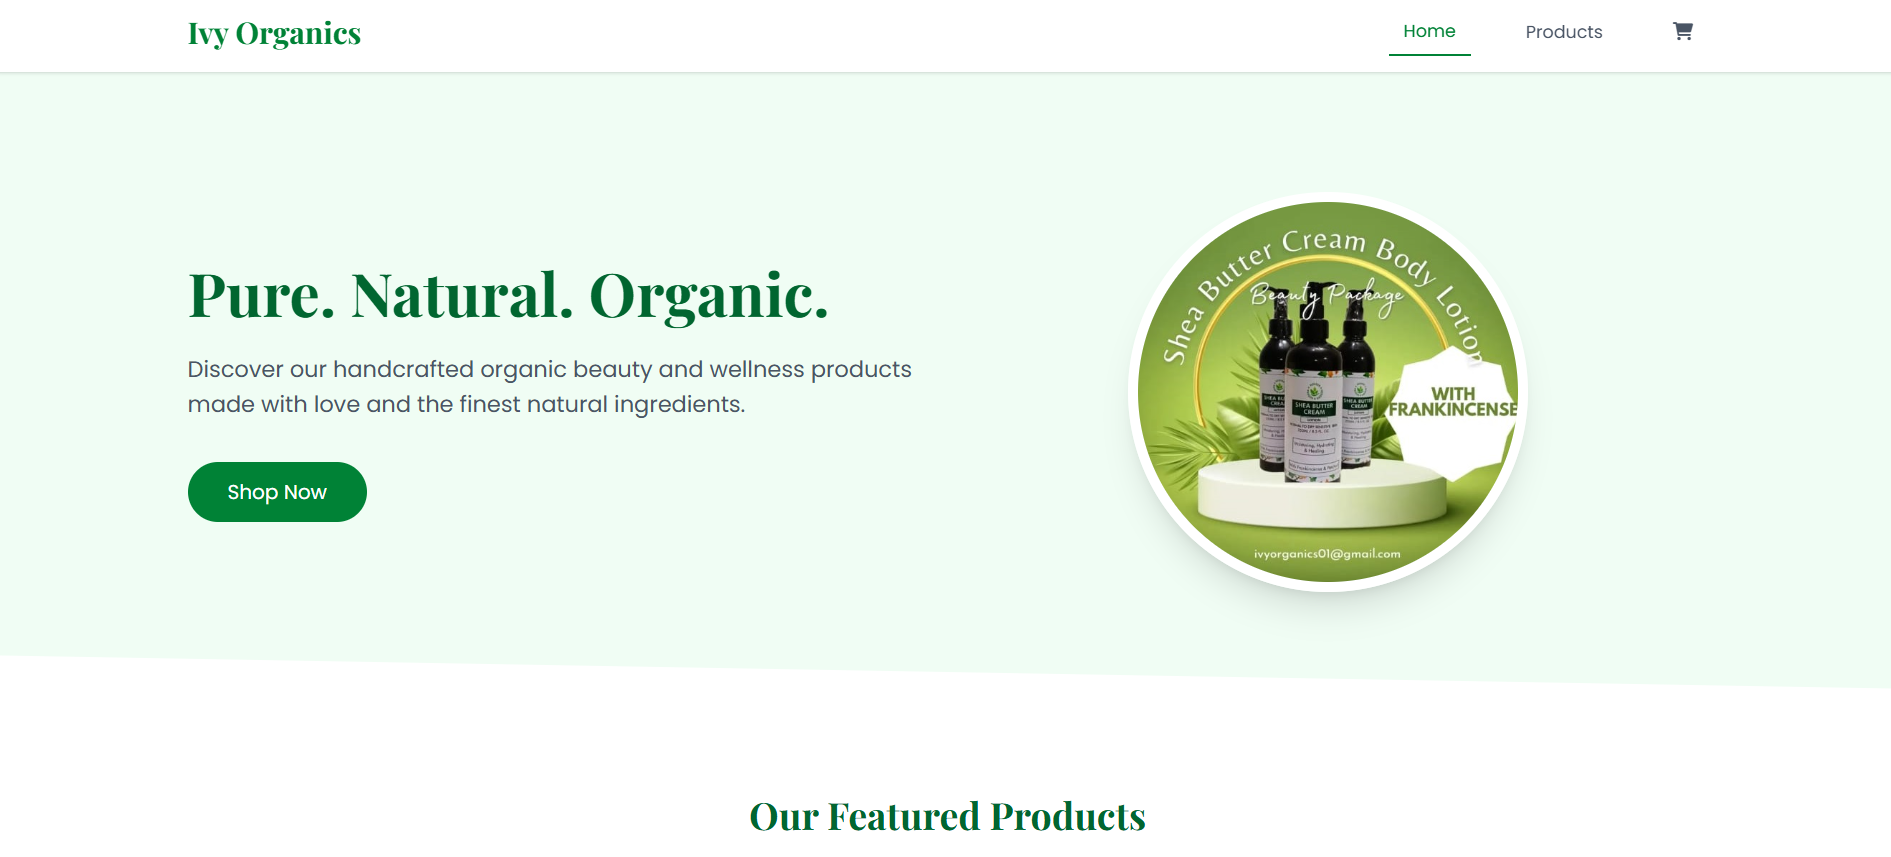 Ivy Organics
Home
Products
Pure. Natural. Organic.
Discover our handcrafted organic beauty and wellness products
made with love and the finest natural ingredients.
Shop Now
Shea Butter Cream Body Lotion
Beauty Package
WITH
FRANKINCENSE
SHEA BUTTER
CREAM
ivyorganics01@gmail.com
Our Featured Products